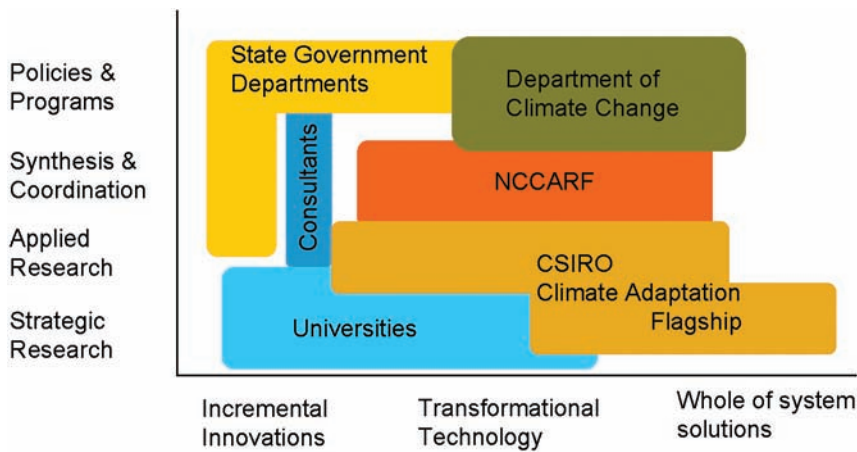 Policies &
Programs
Synthesis &
Coordination
Applied
Research
Strategic
Research
State Government
Departments
Department of
Climate Change
Consultants
NCCARF
CSIRO
Climate Adaptation
Flagship
Universities
Incremental
Innovations
Transformational
Technology
Whole of system
solutions